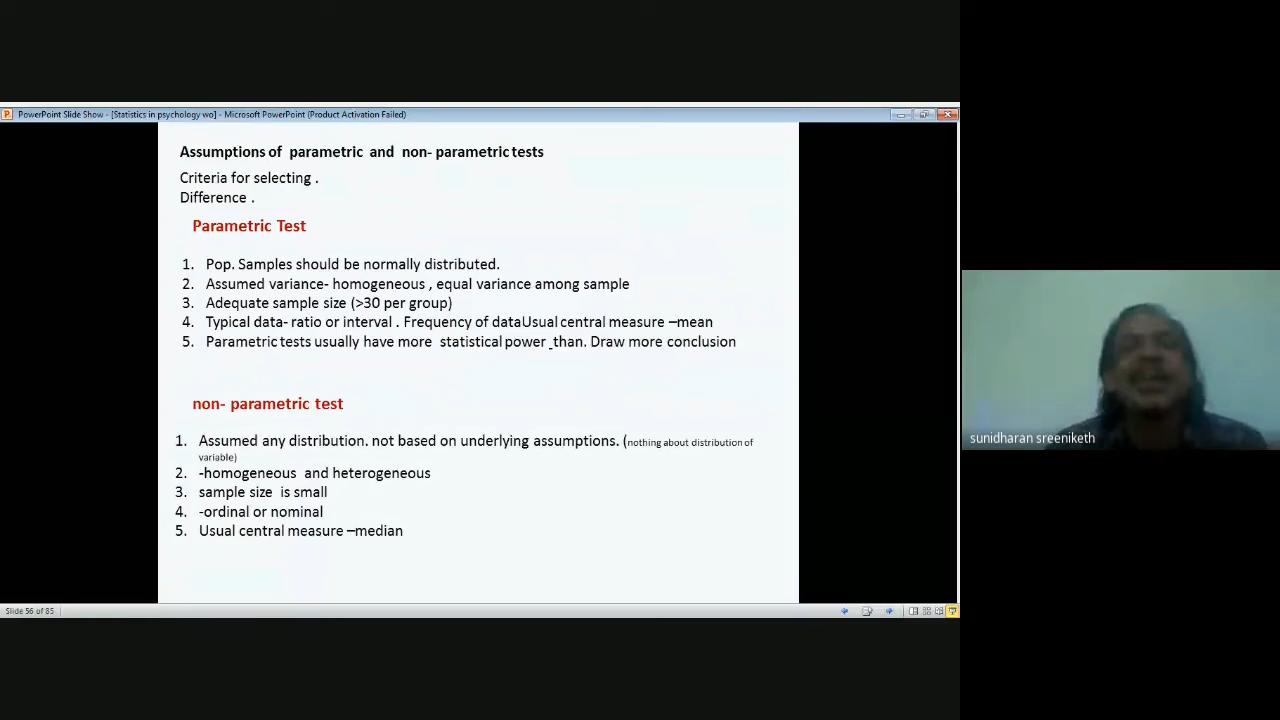 PowerPoint Slide Show - [Statistics in psychology wo] - Microsoft PowerPoint (Product Activation Failed)
Assumptions of parametric and non- parametric tests
Criteria for selecting .
Difference .
Parametric Test
1. Pop. Samples should be normally distributed.
2. Assumed variance- homogeneous , equal variance among sample
3. Adequate sample size (>30 per group)
4. Typical data- ratio or interval . Frequency of dataUsual central measure –mean
5. Parametric tests usually have more statistical power _than. Draw more conclusion
non- parametric test
1. Assumed any distribution. not based on underlying assumptions. (nothing about distribution of
variable)
2. -homogeneous and heterogeneous
3. sample size is small
4. -ordinal or nominal
5. Usual central measure –median
sunidharan sreeniketh
Slide 56 of 85